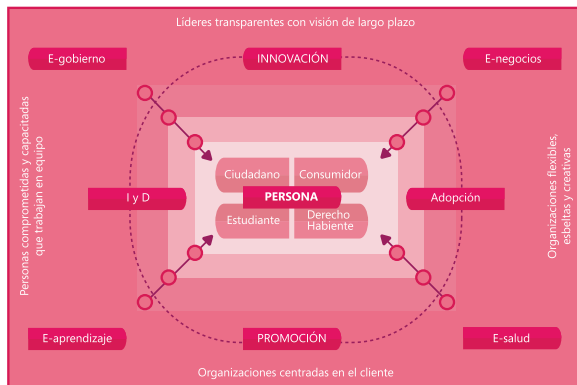 Líderes transparentes con visión de largo plazo
E-gobierno
INNOVACIÓN
E-negocios
Personas comprometidas y capacitadas
que trabajan en equipo
Ciudadano
Consumidor
I y D
PERSONA
Adopción
Estudiante
Derecho
Habiente
Organizaciones flexibles,
esbeltas y creativas
E-aprendizaje
PROMOCIÓN
E-salud
Organizaciones centradas en el cliente